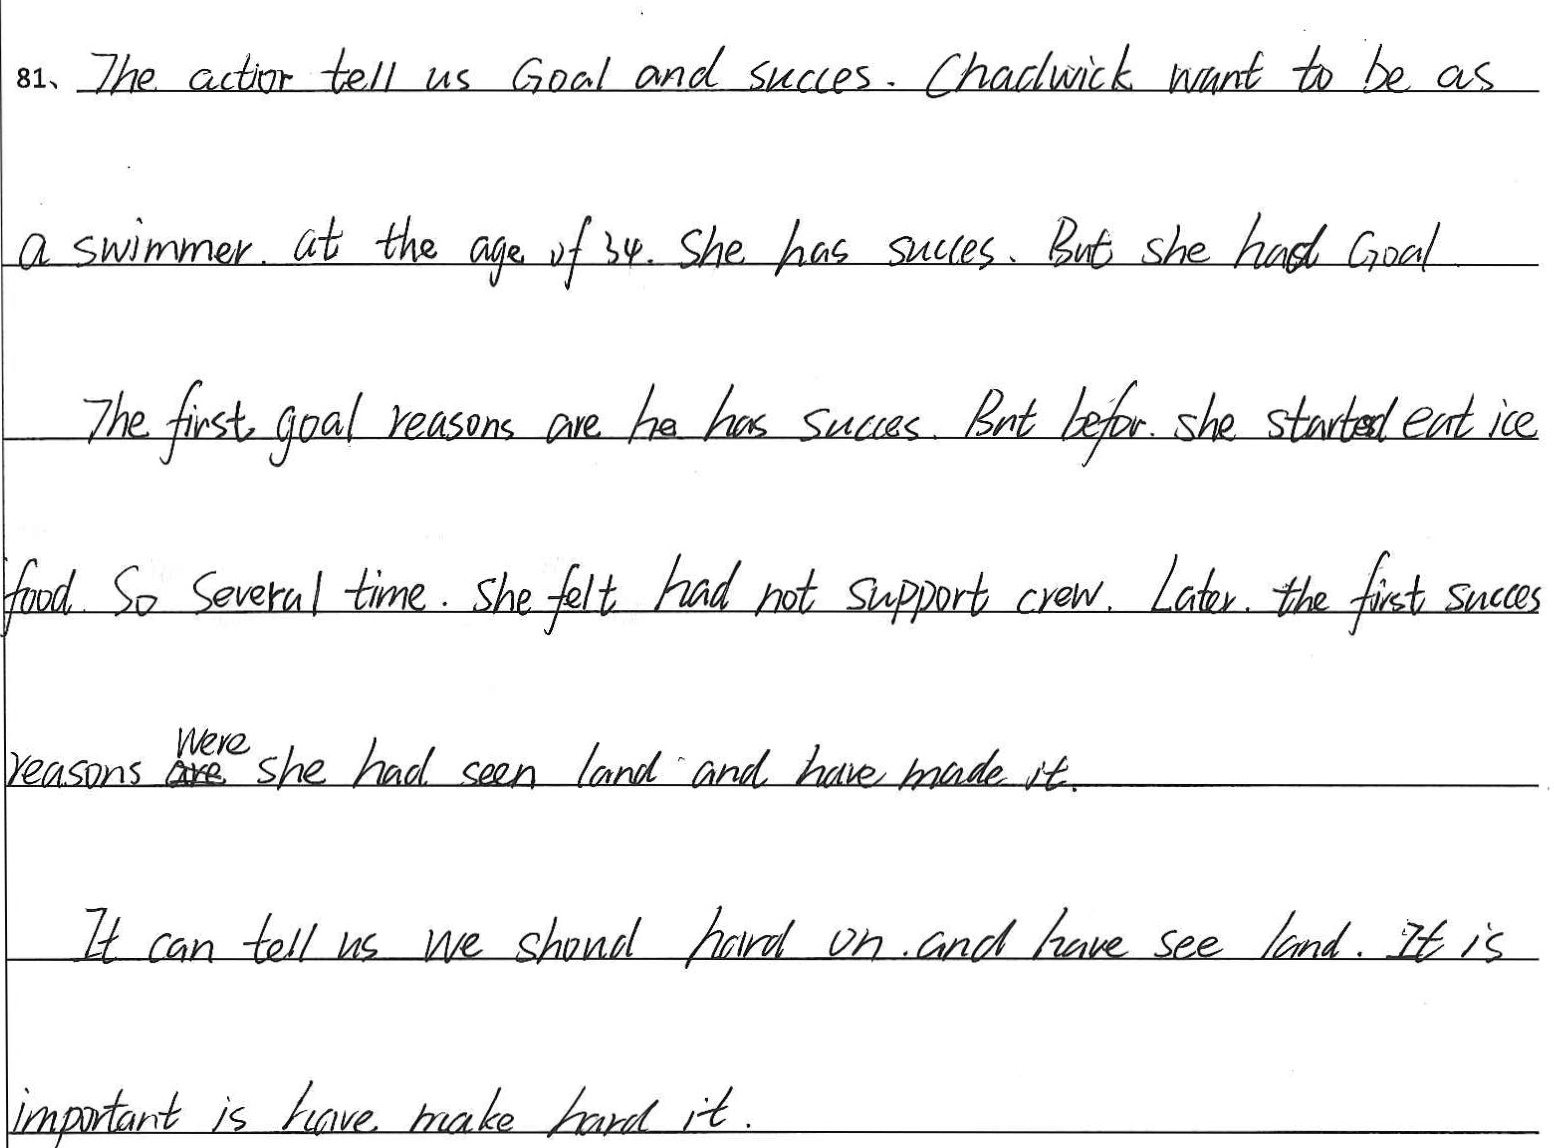 81、The actior tell us Goal and succes. Chadwick want to be as
a swimmer. at the age of 34. She has succes. But she had Goal
The first goal reasons are he has succes. But befor. she started eat ice
food. So Several time. she felt had not support crew. Later. the first succes
reasons were she had seen land and have made it.
It can tell us we shoud hard on. and have see land. It is
important is have make hard it.